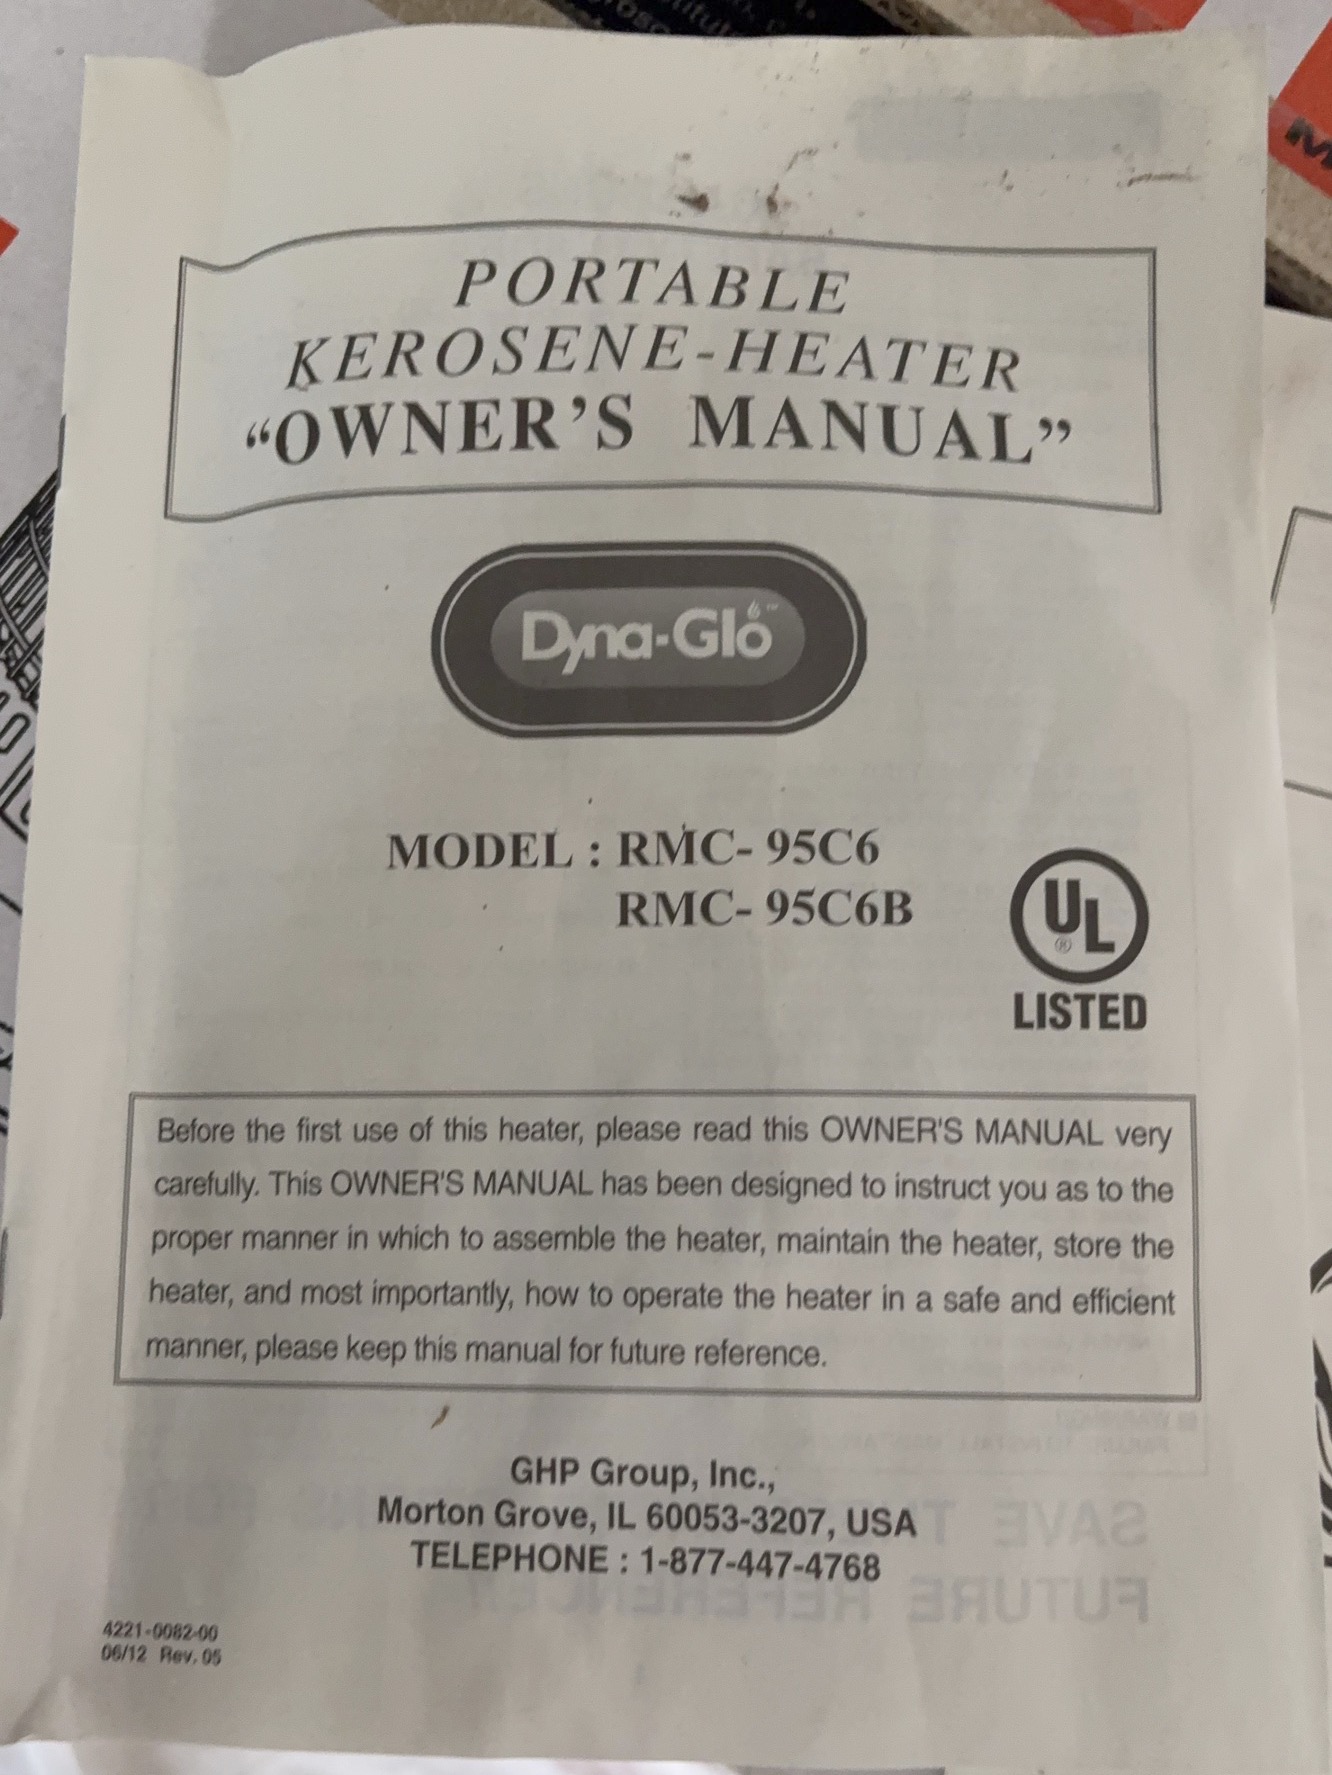 PORTABLE
KEROSENE-HEATER
“OWNER’S MANUAL”
Dyna-Glo™
MODEL : RMC- 95C6
RMC- 95C6B
UL
®
LISTED
Before the first use of this heater, please read this OWNER'S MANUAL very
carefully. This OWNER'S MANUAL has been designed to instruct you as to the
proper manner in which to assemble the heater, maintain the heater, store the
heater, and most importantly, how to operate the heater in a safe and efficient
manner, please keep this manual for future reference.
GHP Group, Inc.,
Morton Grove, IL 60053-3207, USA
TELEPHONE : 1-877-447-4768
SAVE
FUTURE REFERENCE
4221-0082-00
06/12 Rev. 05